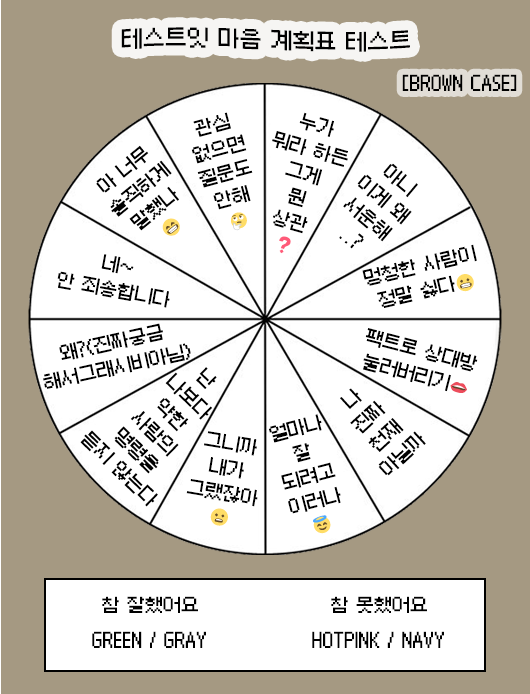 테스트잇 마음 계획표 테스트
[BROWN CASE]
누가
뭐라 하든
그게
뭔
상관
❓
아니
이게 왜
서운해
..?
멍청한 사람이
정말 싫다😬
팩트로 상대방
눌러버리기👄
나
진짜
천잰
아닐까
얼마나
잘
되려고
이러나
😇
그니까
내가
그랬잖아
😬
난
나보다
약한
사람의
명령을
듣지 않는다
왜?(진짜궁금
해서그래시비아님)
네~
안 죄송합니다
아 너무
솔직하게
말했나
😁
관심
없으면
질문도
안해
🤔
참 잘했어요
GREEN / GRAY
참 못했어요
HOTPINK / NAVY